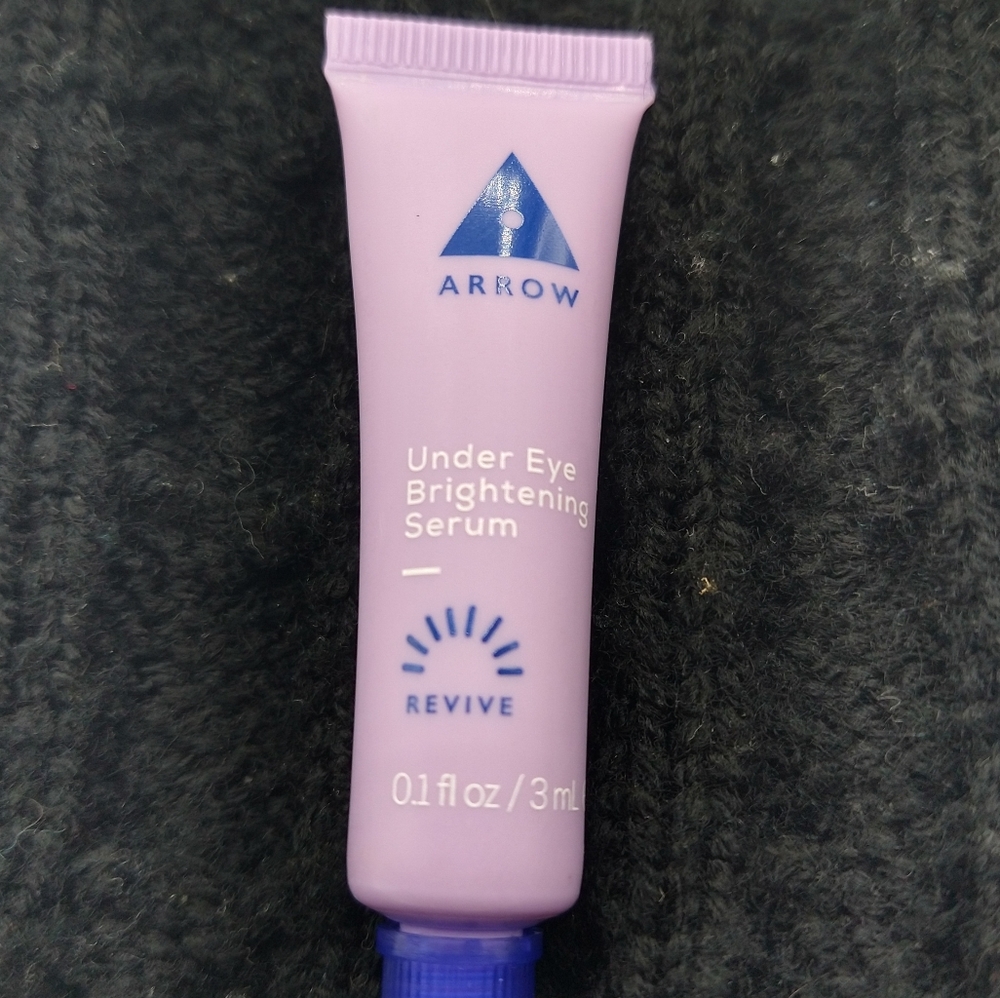 ARROW
Under Eye
Brightening
Serum
REVIVE
0.1 fl oz / 3 mL